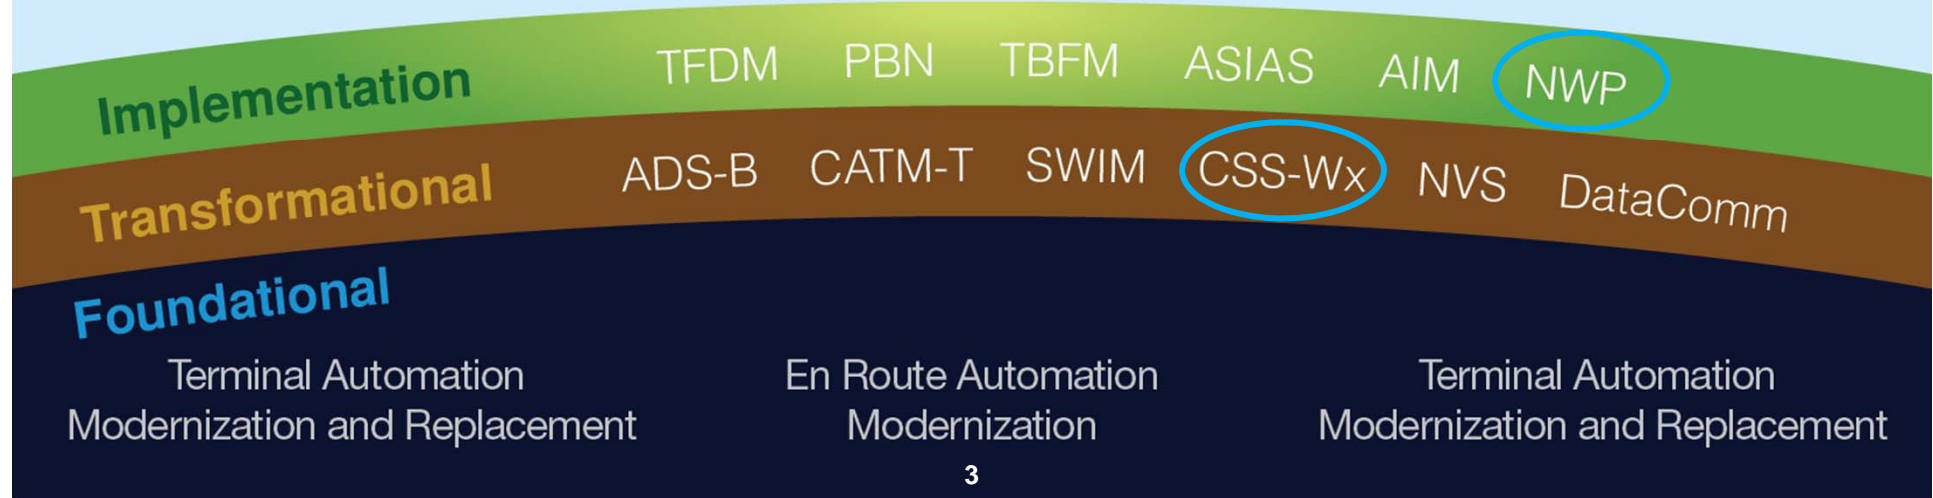 Implementation
TFDM PBN TBFM ASIAS AIM NWP
Transformational
ADS-B CATM-T SWIM CSS-Wx NVS DataComm
Foundational
Terminal Automation
Modernization and Replacement
En Route Automation
Modernization
Terminal Automation
Modernization and Replacement
3